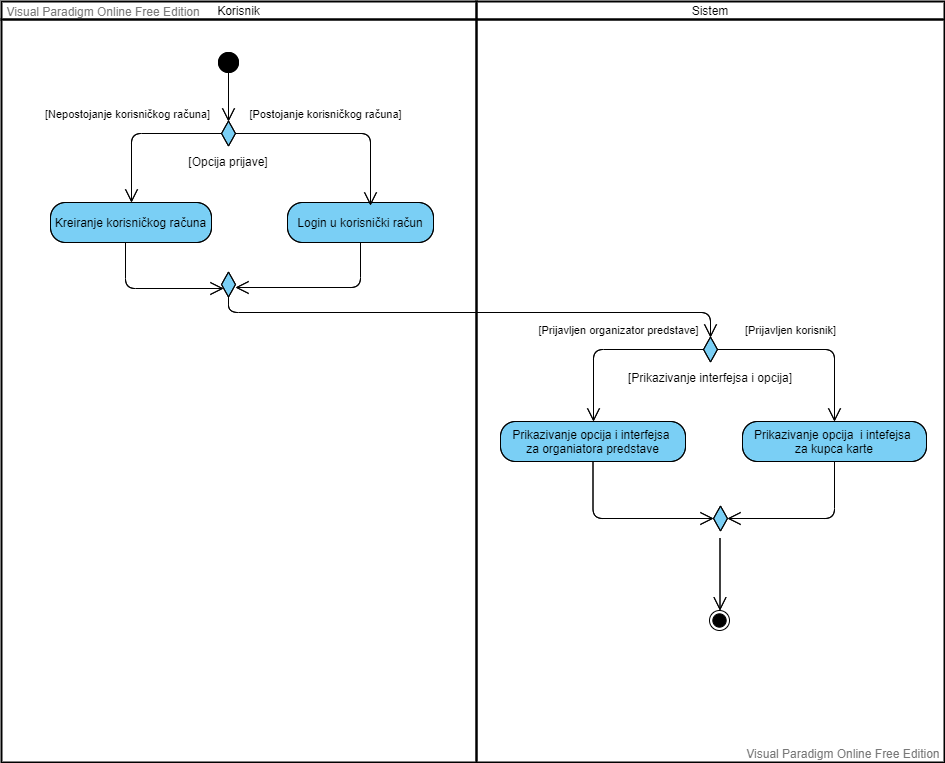 Visual Paradigm Online Free Edition
Korisnik
Sistem
[Nepostojanje korisničkog računa]
[Postojanje korisničkog računa]
[Opcija prijave]
Kreiranje korisničkog računa
Login u korisnički račun
[Prijavljen organizator predstave]
[Prijavljen korisnik]
[Prikazivanje interfejsa i opcija]
Prikazivanje opcija i interfejsa
za organiatora predstave
Prikazivanje opcija  i intefejsa
za kupca karte
Visual Paradigm Online Free Edition